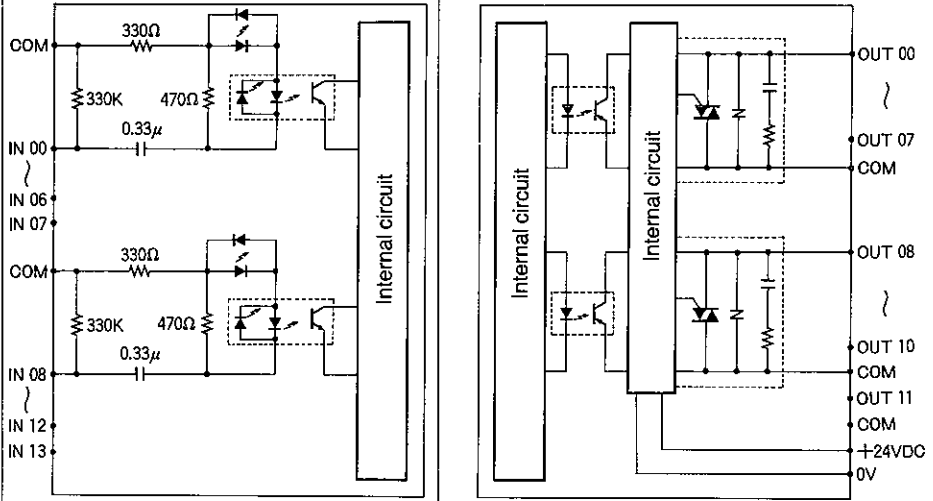 330Ω
COM
330K
470Ω
0.33μ
IN 00
IN 06
IN 07
330Ω
COM
330K
470Ω
0.33μ
IN 08
IN 12
IN 13
Internal circuit
Internal circuit
Internal circuit
OUT 00
OUT 07
COM
OUT 08
OUT 10
COM
OUT 11
COM
+24VDC
0V